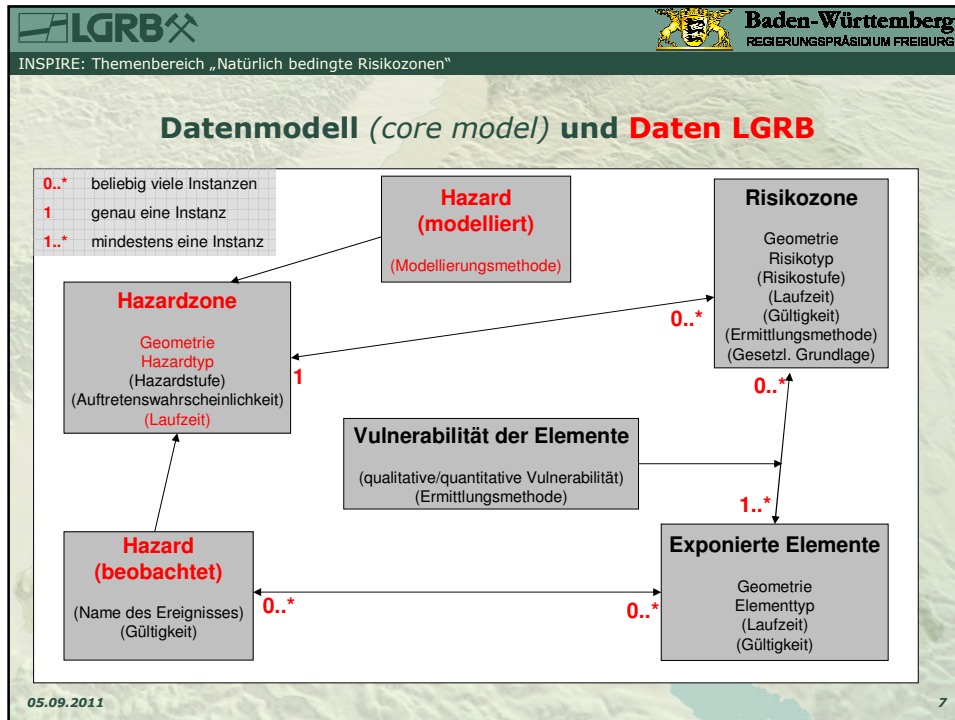 LGRB
Baden-Württemberg
REGIERUNGSPRÄSIDIUM FREIBURG
INSPIRE: Themenbereich „Natürlich bedingte Risikozonen“
Datenmodell (core model) und Daten LGRB
0..* beliebig viele Instanzen
1 genau eine Instanz
1..* mindestens eine Instanz
Hazard
(modelliert)
(Modellierungsmethode)
Risikozone
Geometrie
Risikotyp
(Risikostufe)
(Laufzeit)
(Gültigkeit)
(Ermittlungsmethode)
(Gesetzl. Grundlage)
Hazardzone
Geometrie
Hazardtyp
(Hazardstufe)
(Auftretenswahrscheinlichkeit)
(Laufzeit)
1
0..*
0..*
Vulnerabilität der Elemente
(qualitative/quantitative Vulnerabilität)
(Ermittlungsmethode)
1..*
Hazard
(beobachtet)
(Name des Ereignisses)
(Gültigkeit)
0..*
0..*
Exponierte Elemente
Geometrie
Elementtyp
(Laufzeit)
(Gültigkeit)
05.09.2011
7